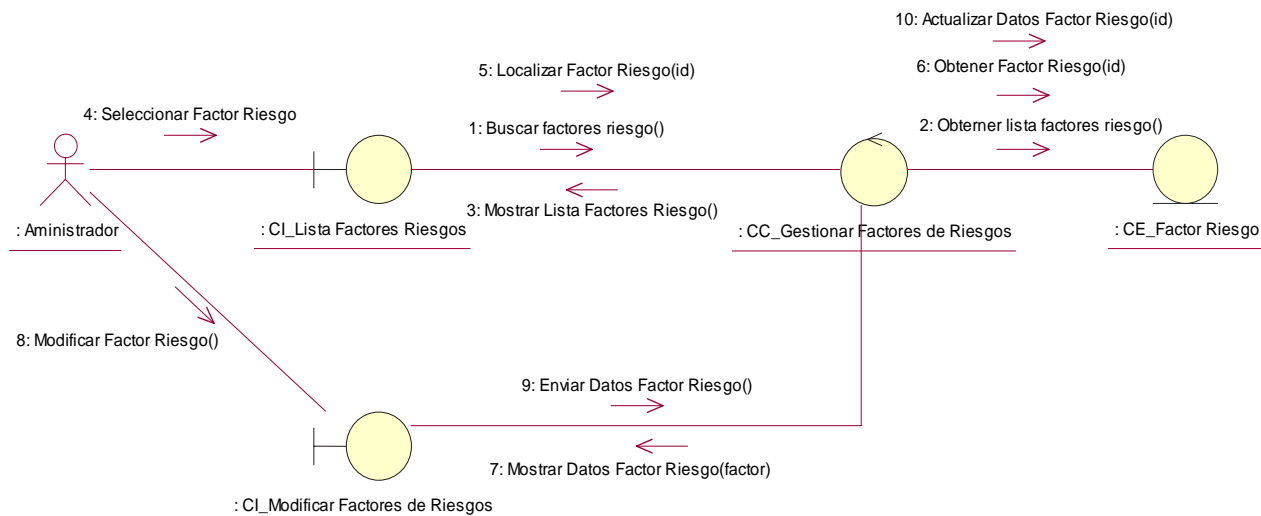 10: Actualizar Datos Factor Riesgo(id)
5: Localizar Factor Riesgo(id)
6: Obtener Factor Riesgo(id)
4: Seleccionar Factor Riesgo
1: Buscar factores riesgo()
2: Obterner lista factores riesgo()
3: Mostrar Lista Factores Riesgo()
: Aministrador
: CI_Lista Factores Riesgos
: CC_Gestionar Factores de Riesgos
: CE_Factor Riesgo
8: Modificar Factor Riesgo()
9: Enviar Datos Factor Riesgo()
7: Mostrar Datos Factor Riesgo(factor)
: CI_Modificar Factores de Riesgos